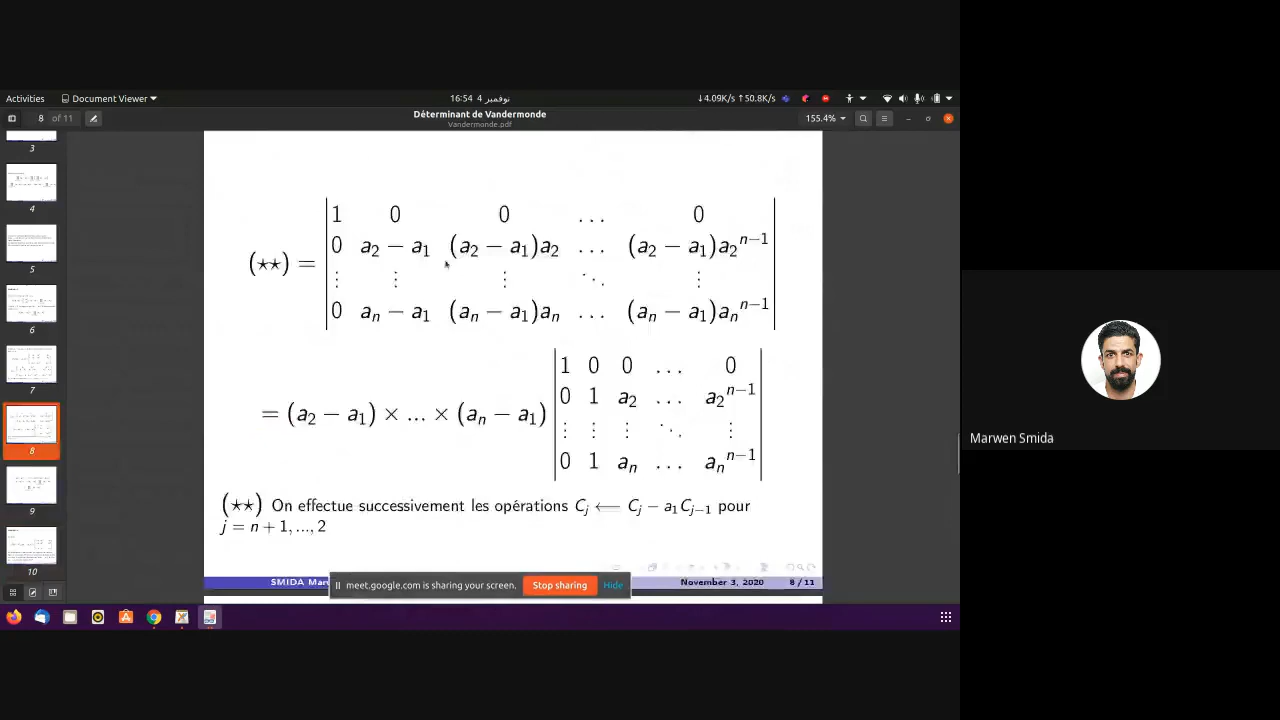 Activities Document Viewer 16:54 4 نوفمبر ↓4.09K/s ↑50.8K/s
8 of 11 Déterminant de Vandermonde 155.4%
Vandermonde.pdf
3
4
5
6
7
8
9
10
(⋆⋆) =
1 0 0 … 0
0 a₂ − a₁ (a₂ − a₁)a₂ … (a₂ − a₁)a₂ⁿ⁻¹
⋮ ⋮ ⋮ ⋱ ⋮
0 aₙ − a₁ (aₙ − a₁)aₙ … (aₙ − a₁)aₙⁿ⁻¹
= (a₂ − a₁) × ... × (aₙ − a₁)
1 0 0 … 0
0 1 a₂ … a₂ⁿ⁻¹
⋮ ⋮ ⋮ ⋱ ⋮
0 1 aₙ … aₙⁿ⁻¹
(⋆⋆) On effectue successivement les opérations Cⱼ ⟵ Cⱼ − a₁Cⱼ₋₁ pour
j = n + 1, ..., 2
SMIDA November 3, 2020 8 / 11
meet.google.com is sharing your screen. Stop sharing Hide
Marwen Smida